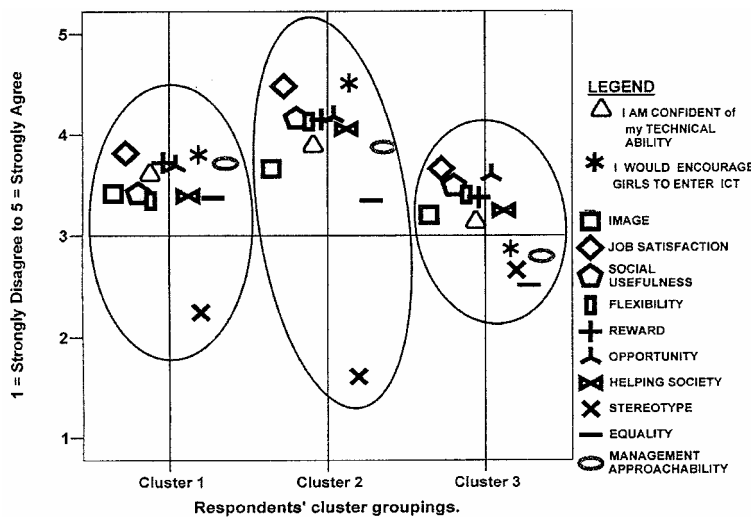 5
4
3
2
1
1 = Strongly Disagree to 5 = Strongly Agree
Cluster 1
Cluster 2
Cluster 3
Respondents' cluster groupings.
LEGEND
I AM CONFIDENT of
my TECHNICAL
ABILITY
I WOULD ENCOURAGE
GIRLS TO ENTER ICT
IMAGE
JOB SATISFACTION
SOCIAL
USEFULNESS
FLEXIBILITY
REWARD
OPPORTUNITY
HELPING SOCIETY
STEREOTYPE
EQUALITY
MANAGEMENT
APPROACHABILITY